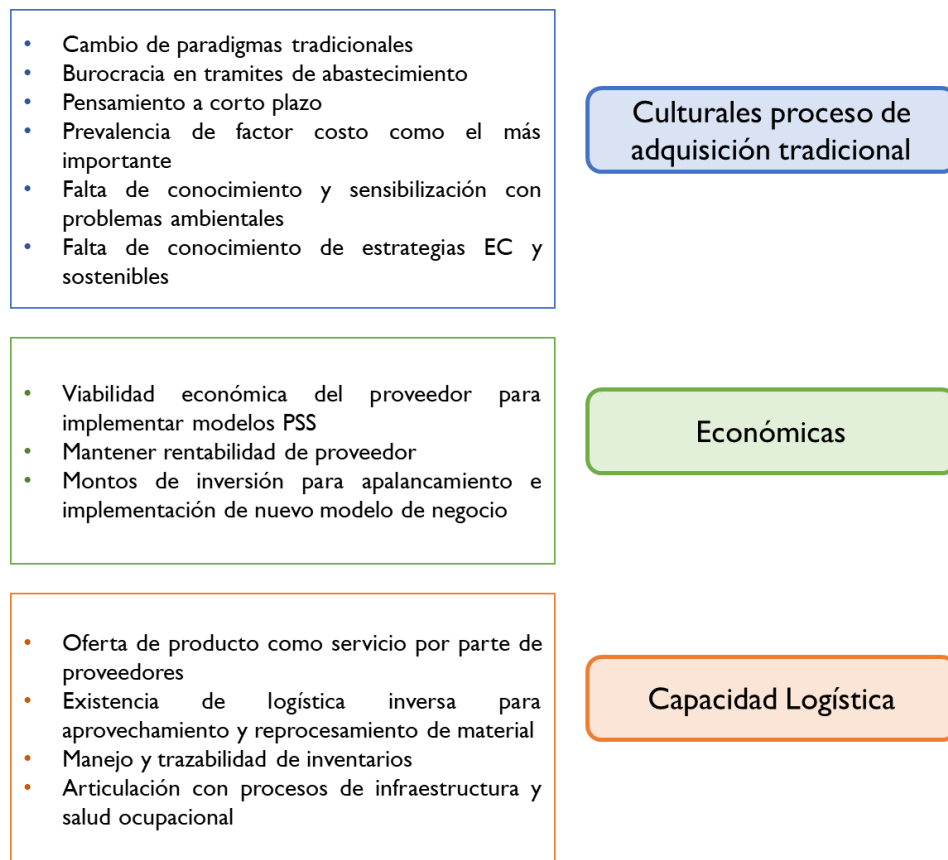 • Cambio de paradigmas tradicionales
• Burocracia en tramites de abastecimiento
• Pensamiento a corto plazo
• Prevalencia de factor costo como el más
importante
• Falta de conocimiento y sensibilización con
problemas ambientales
• Falta de conocimiento de estrategias EC y
sostenibles
Culturales proceso de
adquisición tradicional
• Viabilidad económica del proveedor para
implementar modelos PSS
• Mantener rentabilidad de proveedor
• Montos de inversión para apalancamiento e
implementación de nuevo modelo de negocio
Económicas
• Oferta de producto como servicio por parte de
proveedores
• Existencia de logística inversa para
aprovechamiento y reprocesamiento de material
• Manejo y trazabilidad de inventarios
• Articulación con procesos de infraestructura y
salud ocupacional
Capacidad Logística